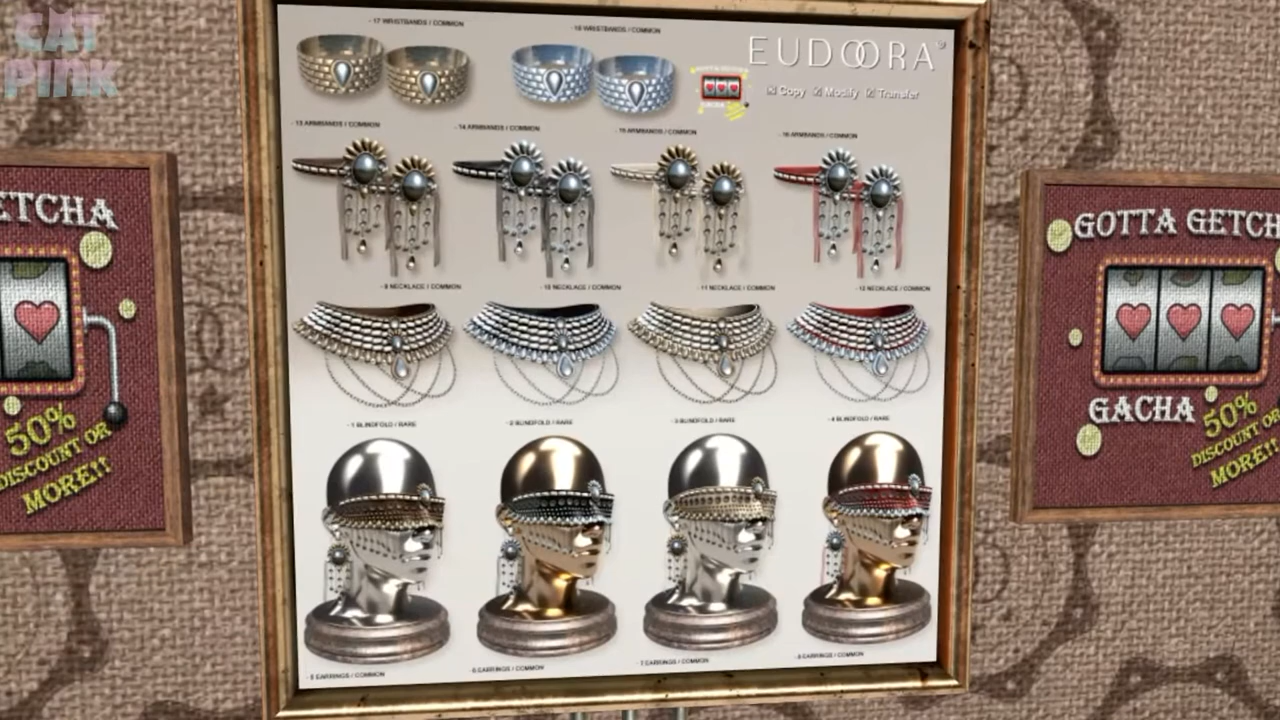 CAT
PINK
- 17 WRISTBANDS / COMMON
- 18 WRISTBANDS / COMMON
EUDOORA
Copy Modify Transfer
GACHA
- 13 ARMBANDS / COMMON
- 14 ARMBANDS / COMMON
- 15 ARMBANDS / COMMON
- 16 ARMBANDS / COMMON
- 9 NECKLACE / COMMON
- 10 NECKLACE / COMMON
- 11 NECKLACE / COMMON
- 12 NECKLACE / COMMON
- 1 BLINDFOLD / RARE
- 2 BLINDFOLD / RARE
- 3 BLINDFOLD / RARE
- 4 BLINDFOLD / RARE
- 5 EARRINGS / COMMON
- 6 EARRINGS / COMMON
- 7 EARRINGS / COMMON
- 8 EARRINGS / COMMON
ETCHA
50%
DISCOUNT OR
MORE!!
GOTTA GETCH
GACHA
50%
DISCOUNT OR
MORE!!